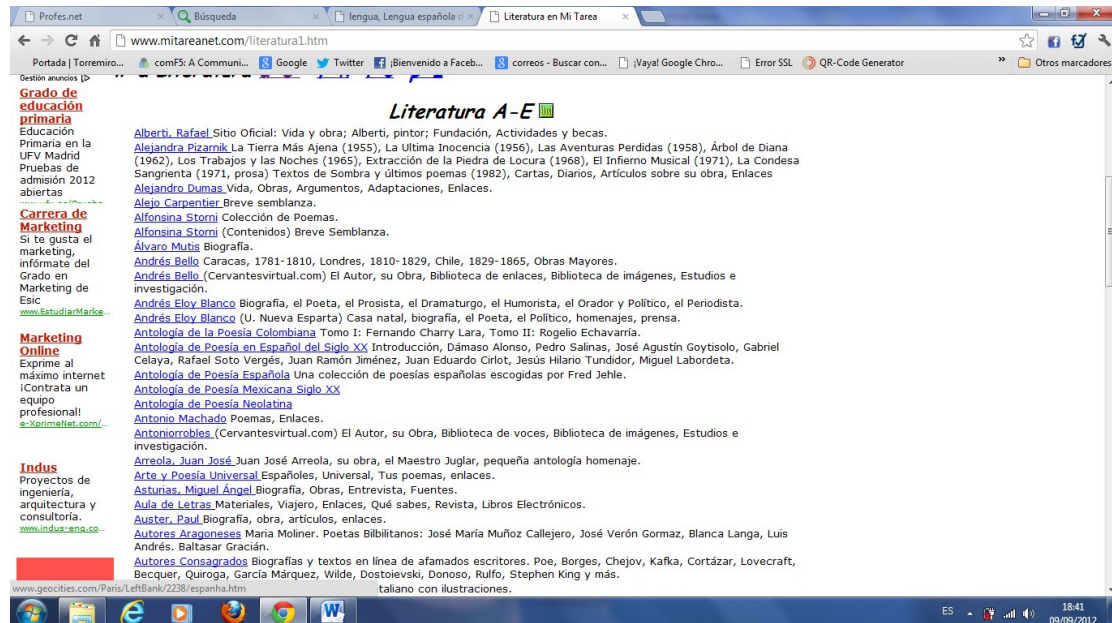 Profes.net
Búsqueda
lengua, Lengua española d
Literatura en Mi Tarea
www.mitareanet.com/literatura1.htm
Portada | Torremiro...
comF5: A Communi...
Google
Twitter
¡Bienvenido a Faceb...
correos - Buscar con...
¡Vaya! Google Chro...
Error SSL
QR-Code Generator
»
Otros marcadores
Gestión anuncios
Grado de
educación
primaria
Educación
Primaria en la
UFV Madrid
Pruebas de
admisión 2012
abiertas
Carrera de
Marketing
Si te gusta el
marketing,
infórmate del
Grado en
Marketing de
Esic
www.EstudiarMarke...
Marketing
Online
Exprime al
máximo internet
¡Contrata un
equipo
profesional!
e-XprimeNet.com/...
Indus
Proyectos de
ingeniería,
arquitectura y
consultoría.
www.indus-eng.co...
Literatura A-E
Alberti, Rafael Sitio Oficial: Vida y obra; Alberti, pintor; Fundación, Actividades y becas.
Alejandra Pizarnik La Tierra Más Ajena (1955), La Ultima Inocencia (1956), Las Aventuras Perdidas (1958), Árbol de Diana
(1962), Los Trabajos y las Noches (1965), Extracción de la Piedra de Locura (1968), El Infierno Musical (1971), La Condesa
Sangrienta (1971, prosa) Textos de Sombra y últimos poemas (1982), Cartas, Diarios, Artículos sobre su obra, Enlaces
Alejandro Dumas Vida, Obras, Argumentos, Adaptaciones, Enlaces.
Alejo Carpentier Breve semblanza.
Alfonsina Storni Colección de Poemas.
Alfonsina Storni (Contenidos) Breve Semblanza.
Álvaro Mutis Biografía.
Andrés Bello Caracas, 1781-1810, Londres, 1810-1829, Chile, 1829-1865, Obras Mayores.
Andrés Bello (Cervantesvirtual.com) El Autor, su Obra, Biblioteca de enlaces, Biblioteca de imágenes, Estudios e
investigación.
Andrés Eloy Blanco Biografía, el Poeta, el Prosista, el Dramaturgo, el Humorista, el Orador y Político, el Periodista.
Andrés Eloy Blanco (U. Nueva Esparta) Casa natal, biografía, el Poeta, el Político, homenajes, prensa.
Antología de la Poesía Colombiana Tomo I: Fernando Charry Lara, Tomo II: Rogelio Echavarría.
Antología de Poesía en Español del Siglo XX Introducción, Dámaso Alonso, Pedro Salinas, José Agustín Goytisolo, Gabriel
Celaya, Rafael Soto Vergés, Juan Ramón Jiménez, Juan Eduardo Cirlot, Jesús Hilario Tundidor, Miguel Labordeta.
Antología de Poesía Española Una colección de poesías españolas escogidas por Fred Jehle.
Antología de Poesía Mexicana Siglo XX
Antología de Poesía Neolatina
Antonio Machado Poemas, Enlaces.
Antoniorrobles (Cervantesvirtual.com) El Autor, su Obra, Biblioteca de voces, Biblioteca de imágenes, Estudios e
investigación.
Arreola, Juan José Juan José Arreola, su obra, el Maestro Juglar, pequeña antología homenaje.
Arte y Poesía Universal Españoles, Universal, Tus poemas, enlaces.
Asturias, Miguel Ángel Biografía, Obras, Entrevista, Fuentes.
Aula de Letras Materiales, Viajero, Enlaces, Qué sabes, Revista, Libros Electrónicos.
Auster, Paul Biografía, obra, artículos, enlaces.
Autores Aragoneses Maria Moliner. Poetas Bilbilitanos: José María Muñoz Callejero, José Verón Gormaz, Blanca Langa, Luis
Andrés. Baltasar Gracián.
Autores Consagrados Biografías y textos en línea de afamados escritores. Poe, Borges, Chejov, Kafka, Cortázar, Lovecraft,
Becquer, Quiroga, García Márquez, Wilde, Dostoievski, Donoso, Rulfo, Stephen King y más.
www.geocities.com/Paris/LeftBank/2238/espanha.htm
taliano con ilustraciones.
ES
18:41
09/09/2012